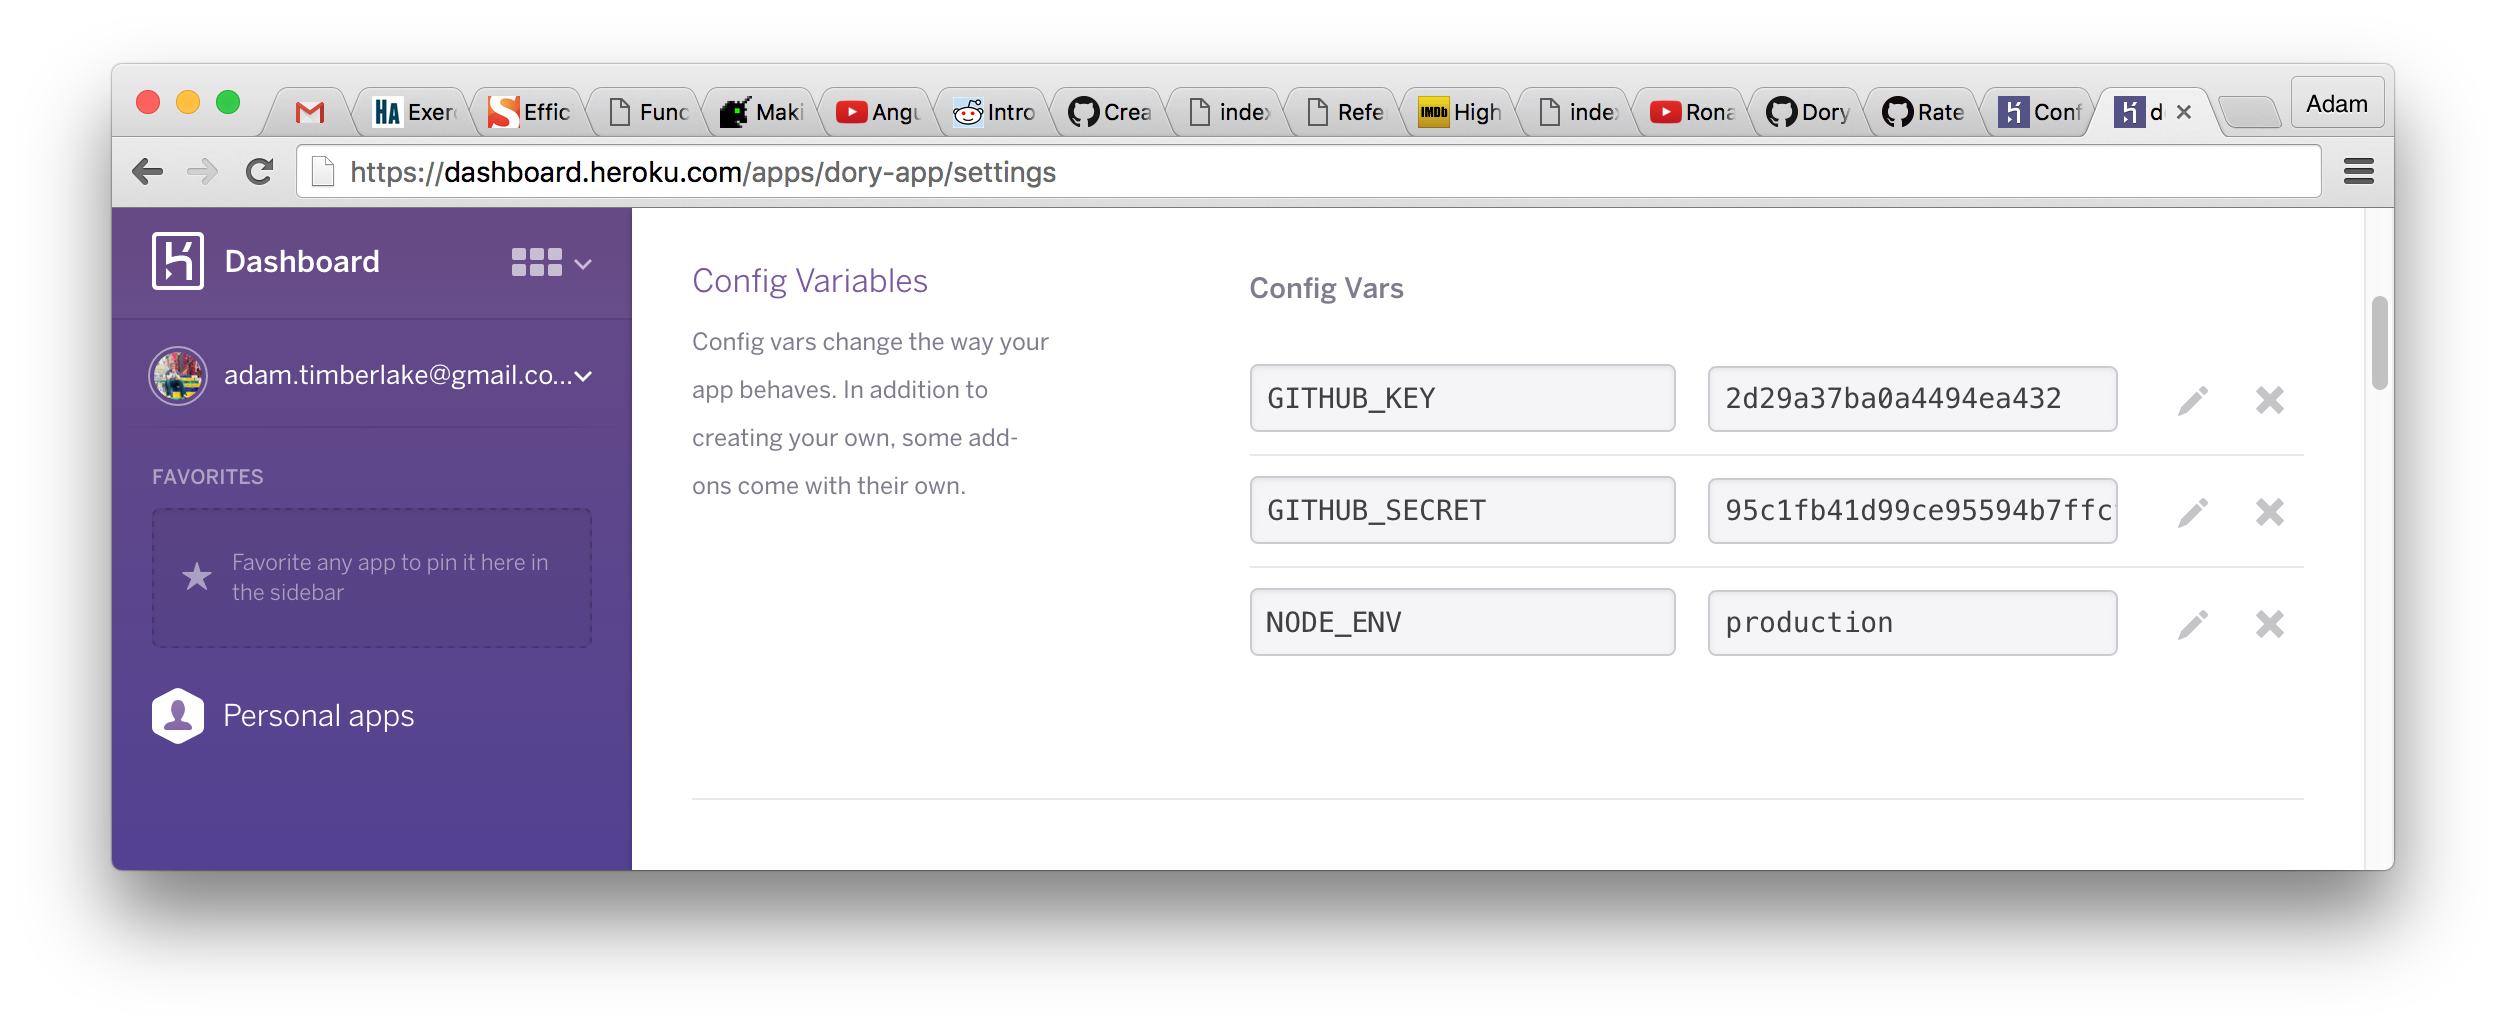 Exer
Effic
Func
Maki
Angu
Intro
Crea
index
Refe
High
index
Rona
Dory
Rate
Conf
d
Adam
https://dashboard.heroku.com/apps/dory-app/settings
Dashboard
adam.timberlake@gmail.co...
FAVORITES
Favorite any app to pin it here in
the sidebar
Personal apps
Config Variables
Config vars change the way your
app behaves. In addition to
creating your own, some add-
ons come with their own.
Config Vars
GITHUB_KEY
2d29a37ba0a4494ea432
GITHUB_SECRET
95c1fb41d99ce95594b7ffc
NODE_ENV
production